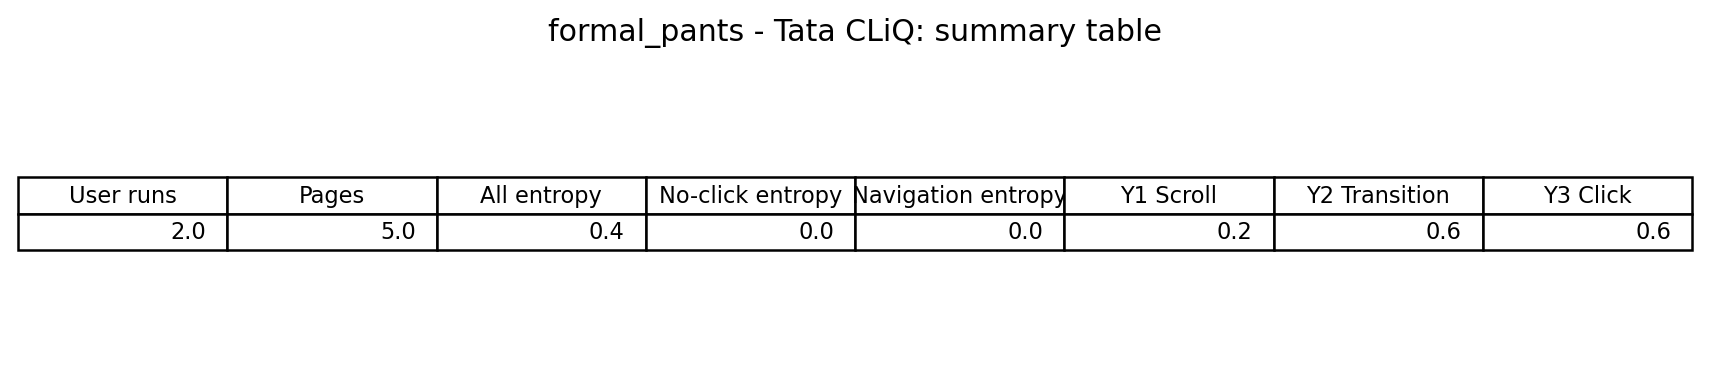 formal_pants - Tata CLiQ: summary table
User runs Pages All entropy No-click entropy Navigation entropy Y1 Scroll Y2 Transition Y3 Click
2.0 5.0 0.4 0.0 0.0 0.2 0.6 0.6